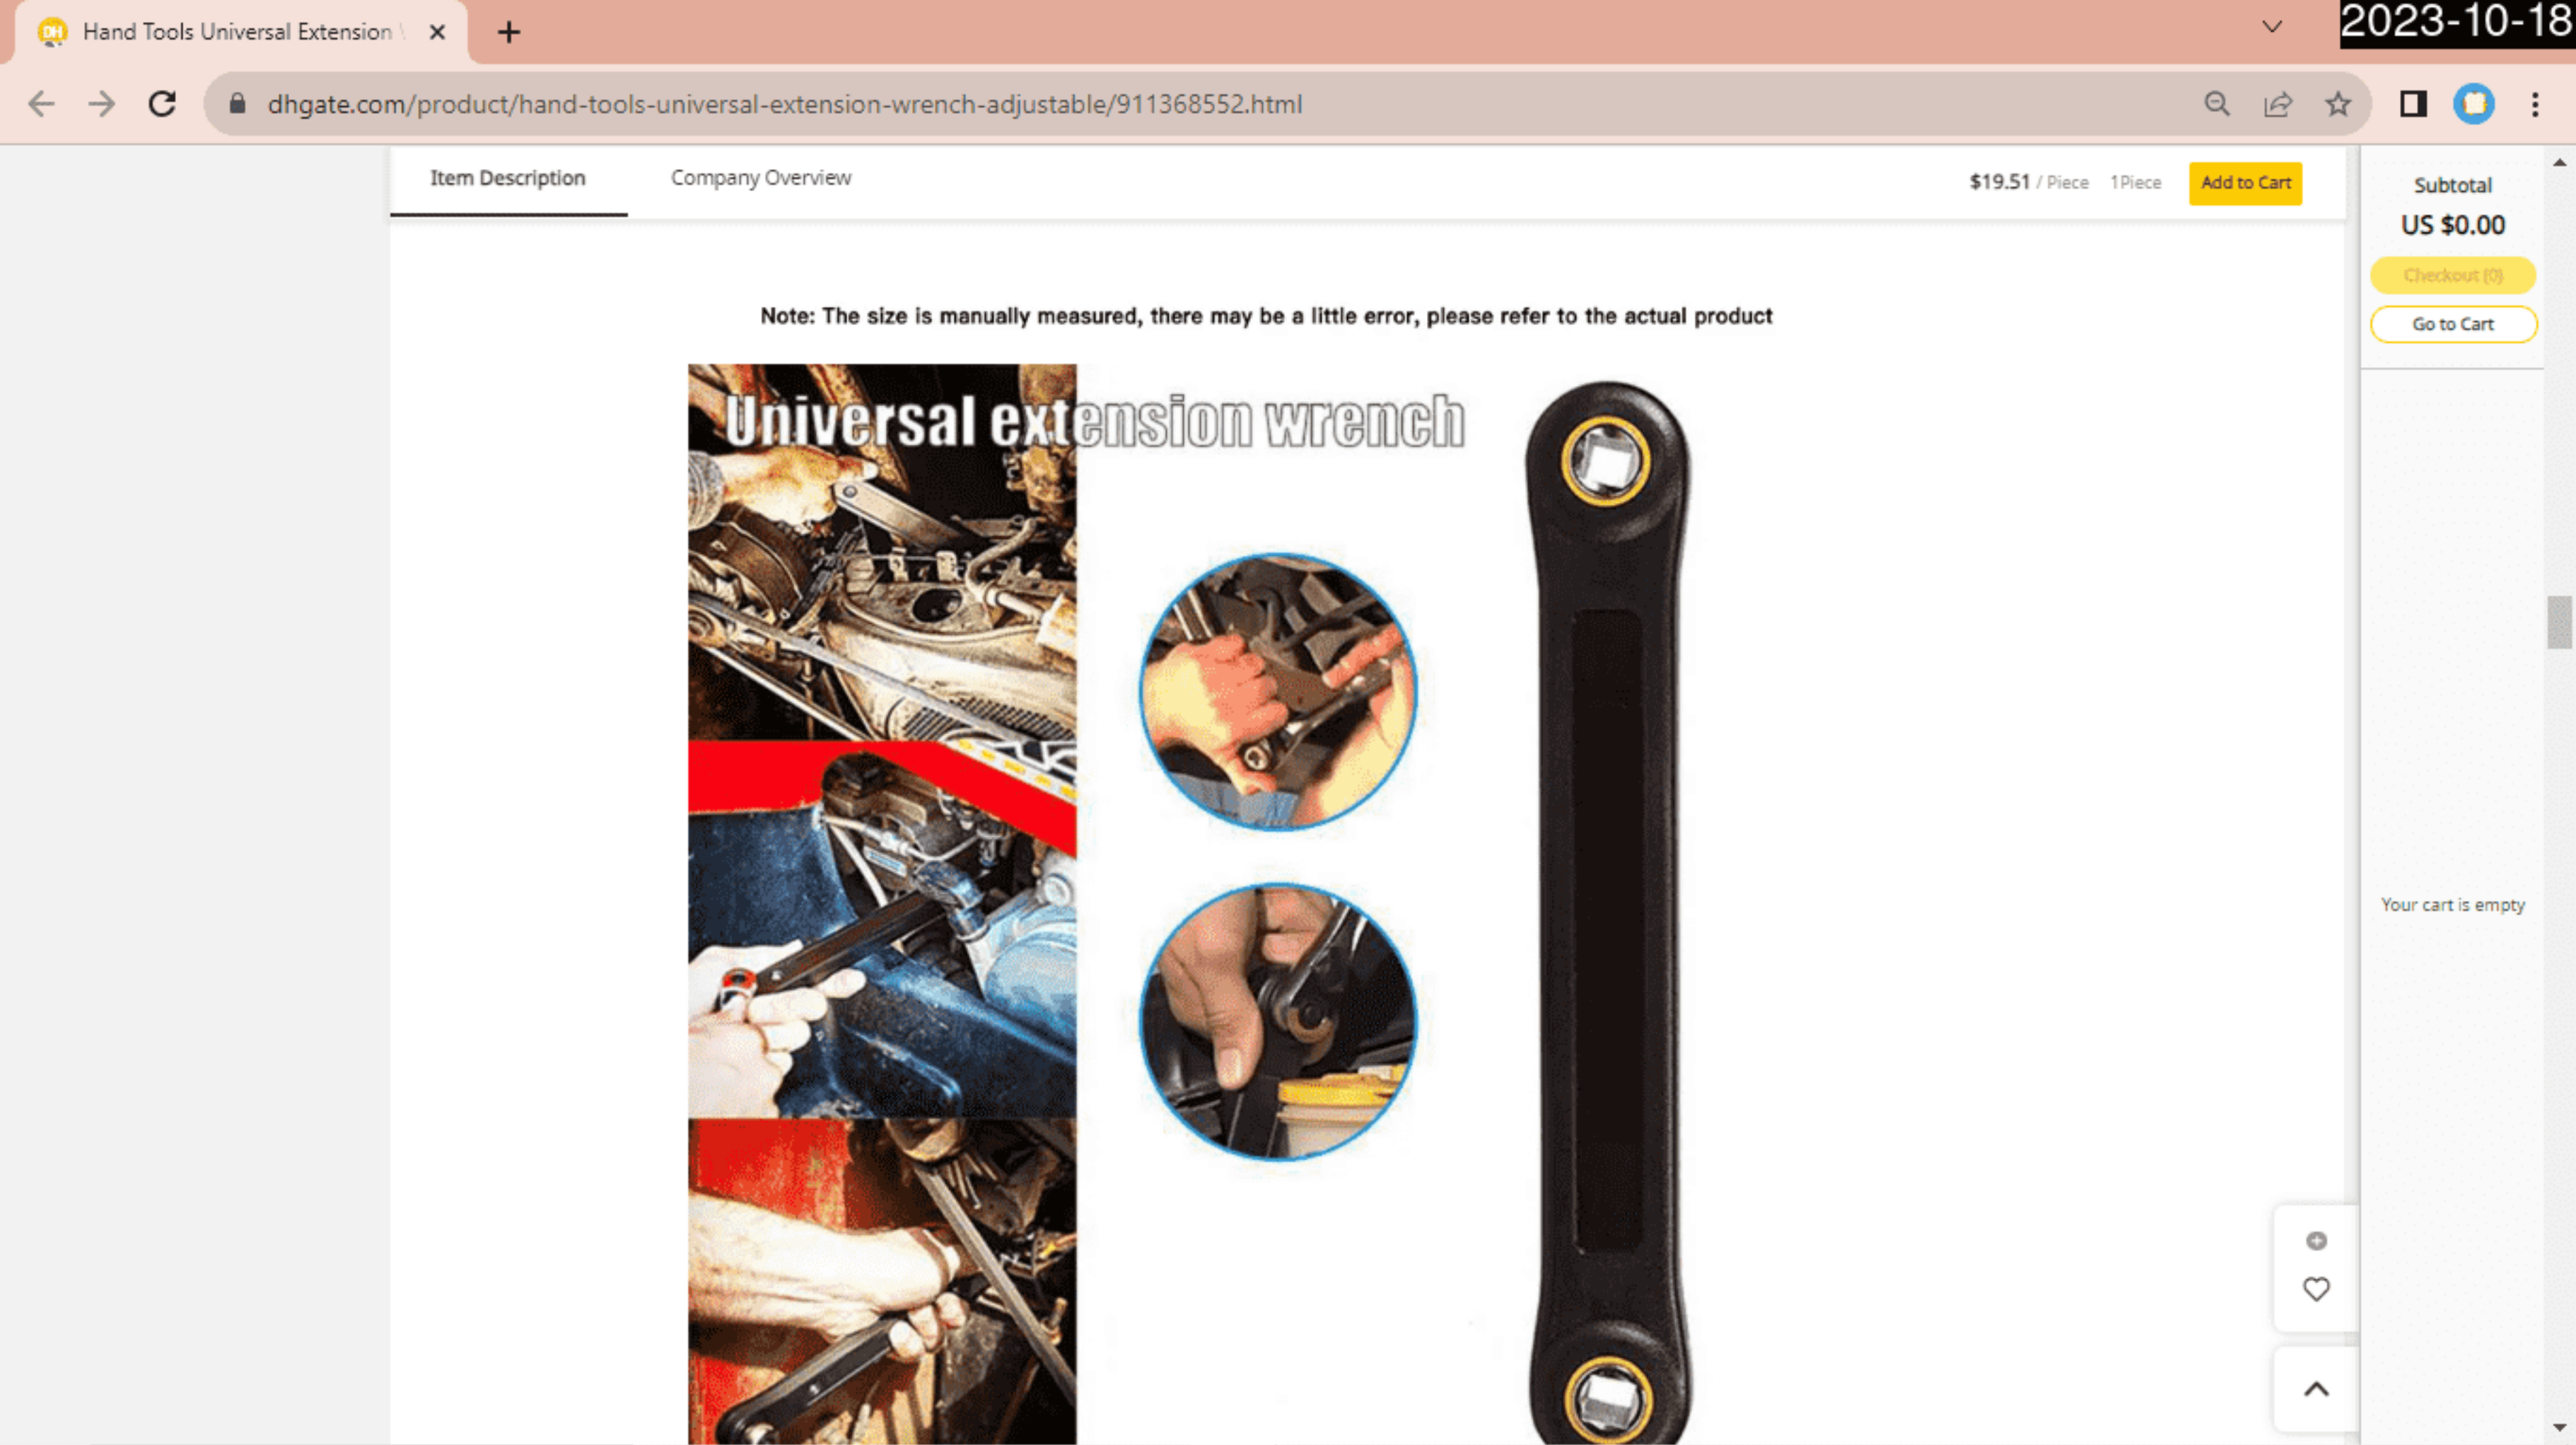 Hand Tools Universal Extension
2023-10-18
dhgate.com/product/hand-tools-universal-extension-wrench-adjustable/911368552.html
Item Description
Company Overview
$19.51 / Piece 1Piece
Add to Cart
Subtotal
US $0.00
Checkout (0)
Go to Cart
Note: The size is manually measured, there may be a little error, please refer to the actual product
Universal extension wrench
Your cart is empty